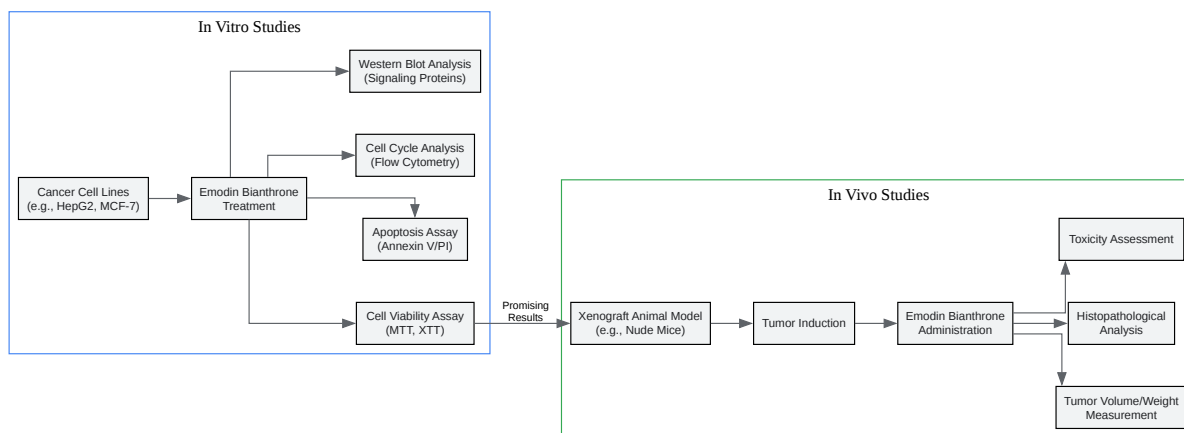 In Vitro Studies
Western Blot Analysis
(Signaling Proteins)
Cell Cycle Analysis
(Flow Cytometry)
Cancer Cell Lines
(e.g., HepG2, MCF-7)
Emodin Bianthrone
Treatment
Apoptosis Assay
(Annexin V/PI)
Cell Viability Assay
(MTT, XTT)
Promising
Results
In Vivo Studies
Xenograft Animal Model
(e.g., Nude Mice)
Tumor Induction
Emodin Bianthrone
Administration
Toxicity Assessment
Histopathological
Analysis
Tumor Volume/Weight
Measurement